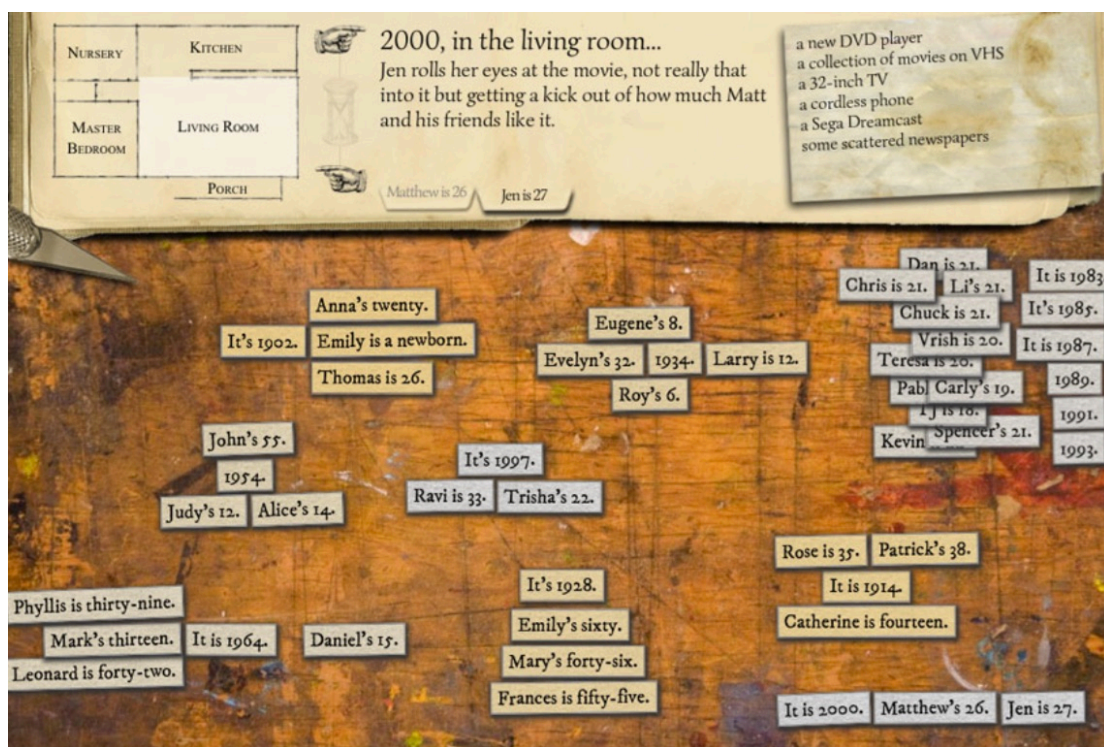 NURSERY
KITCHEN
MASTER
BEDROOM
LIVING ROOM
PORCH
2000, in the living room...
Jen rolls her eyes at the movie, not really that
into it but getting a kick out of how much Matt
and his friends like it.
Matthew is 26
Jen is 27
a new DVD player
a collection of movies on VHS
a 32-inch TV
a cordless phone
a Sega Dreamcast
some scattered newspapers
Anna's twenty.
It's 1902.
Emily is a newborn.
Thomas is 26.
Eugene's 8.
Evelyn's 32.
1934.
Larry is 12.
Roy's 6.
Dan is 21.
Chris is 21.
Li's 21.
Chuck is 21.
Vrish is 20.
Teresa is 20.
Carly's 19.
TJ is 18.
Spencer's 21.
Kevin
It is 1983
It's 1985.
It is 1987.
1989.
1991.
1993.
John's 55.
1954.
Judy's 12.
Alice's 14.
It's 1997.
Ravi is 33.
Trisha's 22.
Rose is 35.
Patrick's 38.
It is 1914.
Catherine is fourteen.
Phyllis is thirty-nine.
Mark's thirteen.
It is 1964.
Daniel's 15.
Leonard is forty-two.
It's 1928.
Emily's sixty.
Mary's forty-six.
Frances is fifty-five.
It is 2000.
Matthew's 26.
Jen is 27.